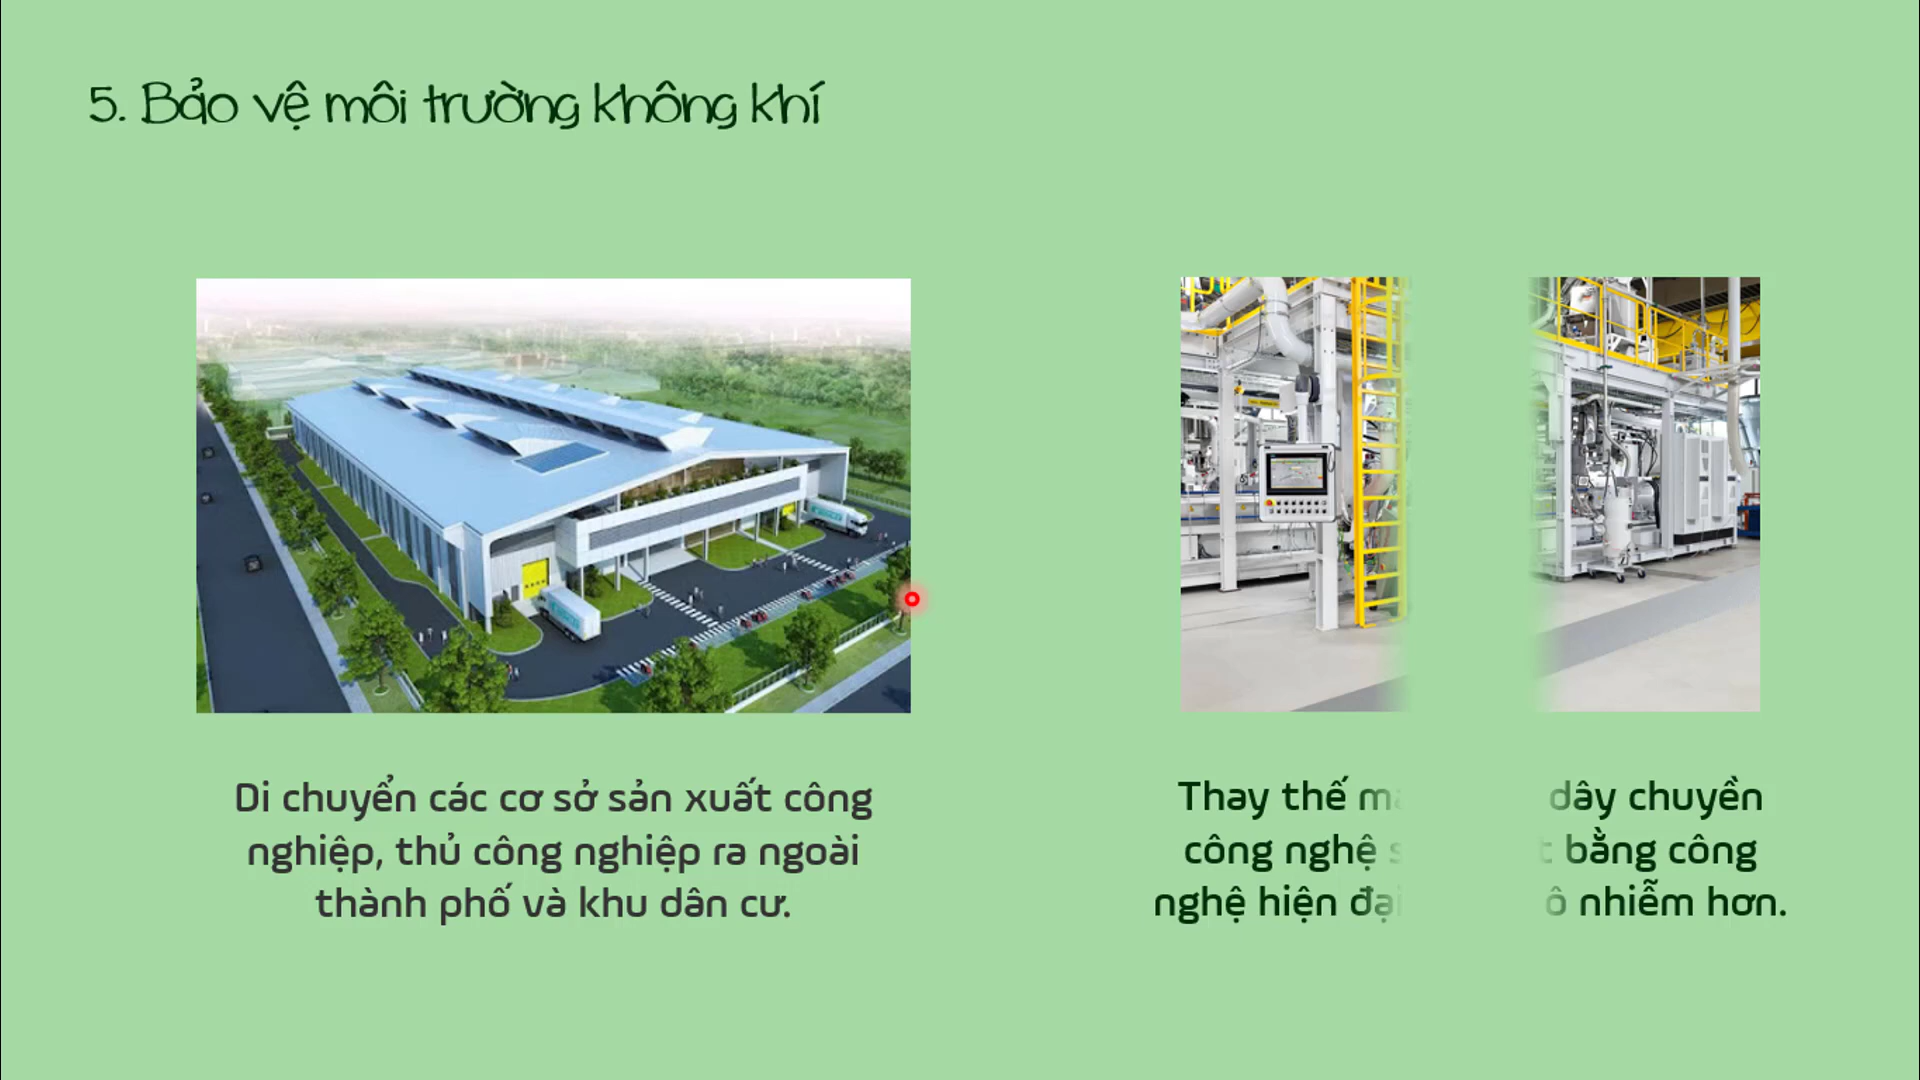 5. Bảo vệ môi trường không khí
Di chuyển các cơ sở sản xuất công
nghiệp, thủ công nghiệp ra ngoài
thành phố và khu dân cư.
Thay thế dây chuyền
công nghệ bằng công
nghệ hiện đại ô nhiễm hơn.